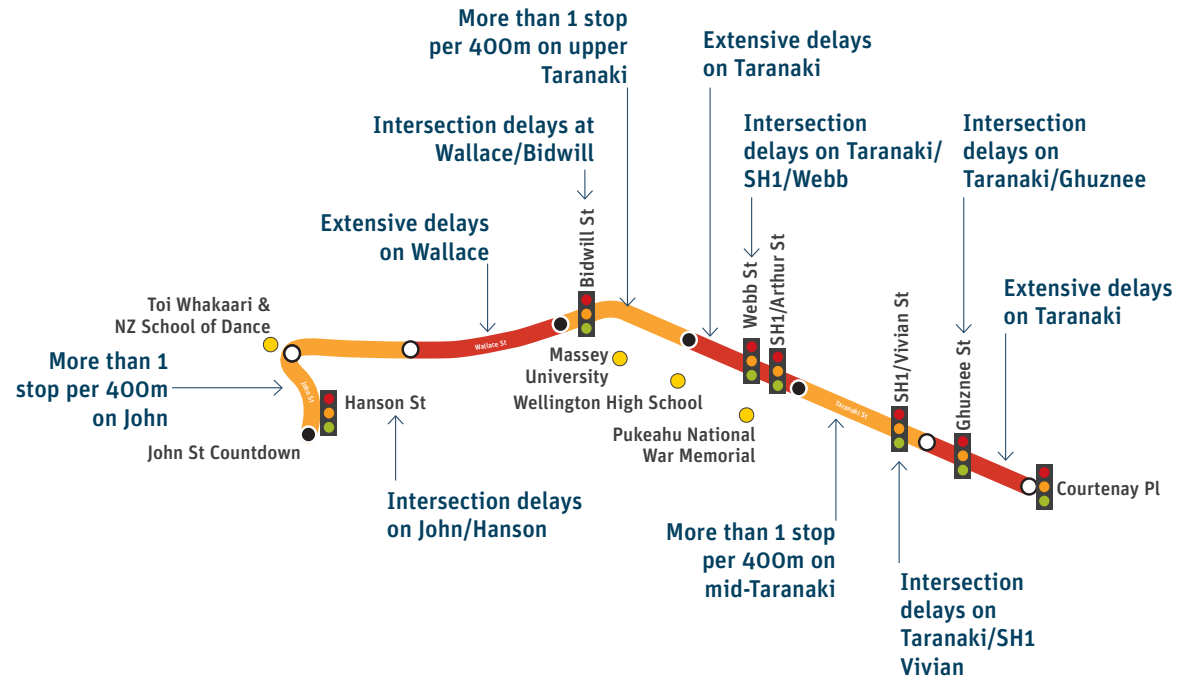 More than 1 stop
per 400m on upper
Taranaki
Extensive delays
on Taranaki
Intersection delays at
Wallace/Bidwill
Intersection
delays on Taranaki/
SH1/Webb
Intersection
delays on
Taranaki/Ghuznee
Extensive delays
on Wallace
Bidwill St
Webb St
SH1/Arthur St
SH1/Vivian St
Ghuznee St
Extensive delays
on Taranaki
Toi Whakaari &
NZ School of Dance
Wallace St
More than 1
stop per 400m
on John
John St
Hanson St
John St Countdown
Massey
University
Wellington High School
Pukeahu National
War Memorial
Taranaki St
Courtenay Pl
Intersection delays
on John/Hanson
More than 1 stop
per 400m on
mid-Taranaki
Intersection
delays on
Taranaki/SH1
Vivian